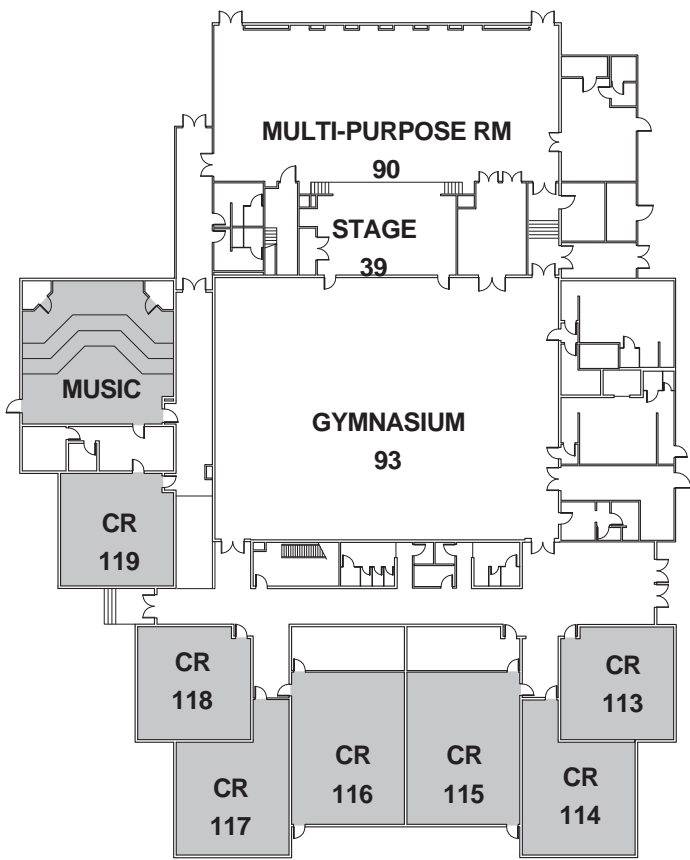 MULTI-PURPOSE RM
90
STAGE
39
MUSIC
GYMNASIUM
93
CR
119
CR
118
CR
113
CR
116
CR
115
CR
117
CR
114